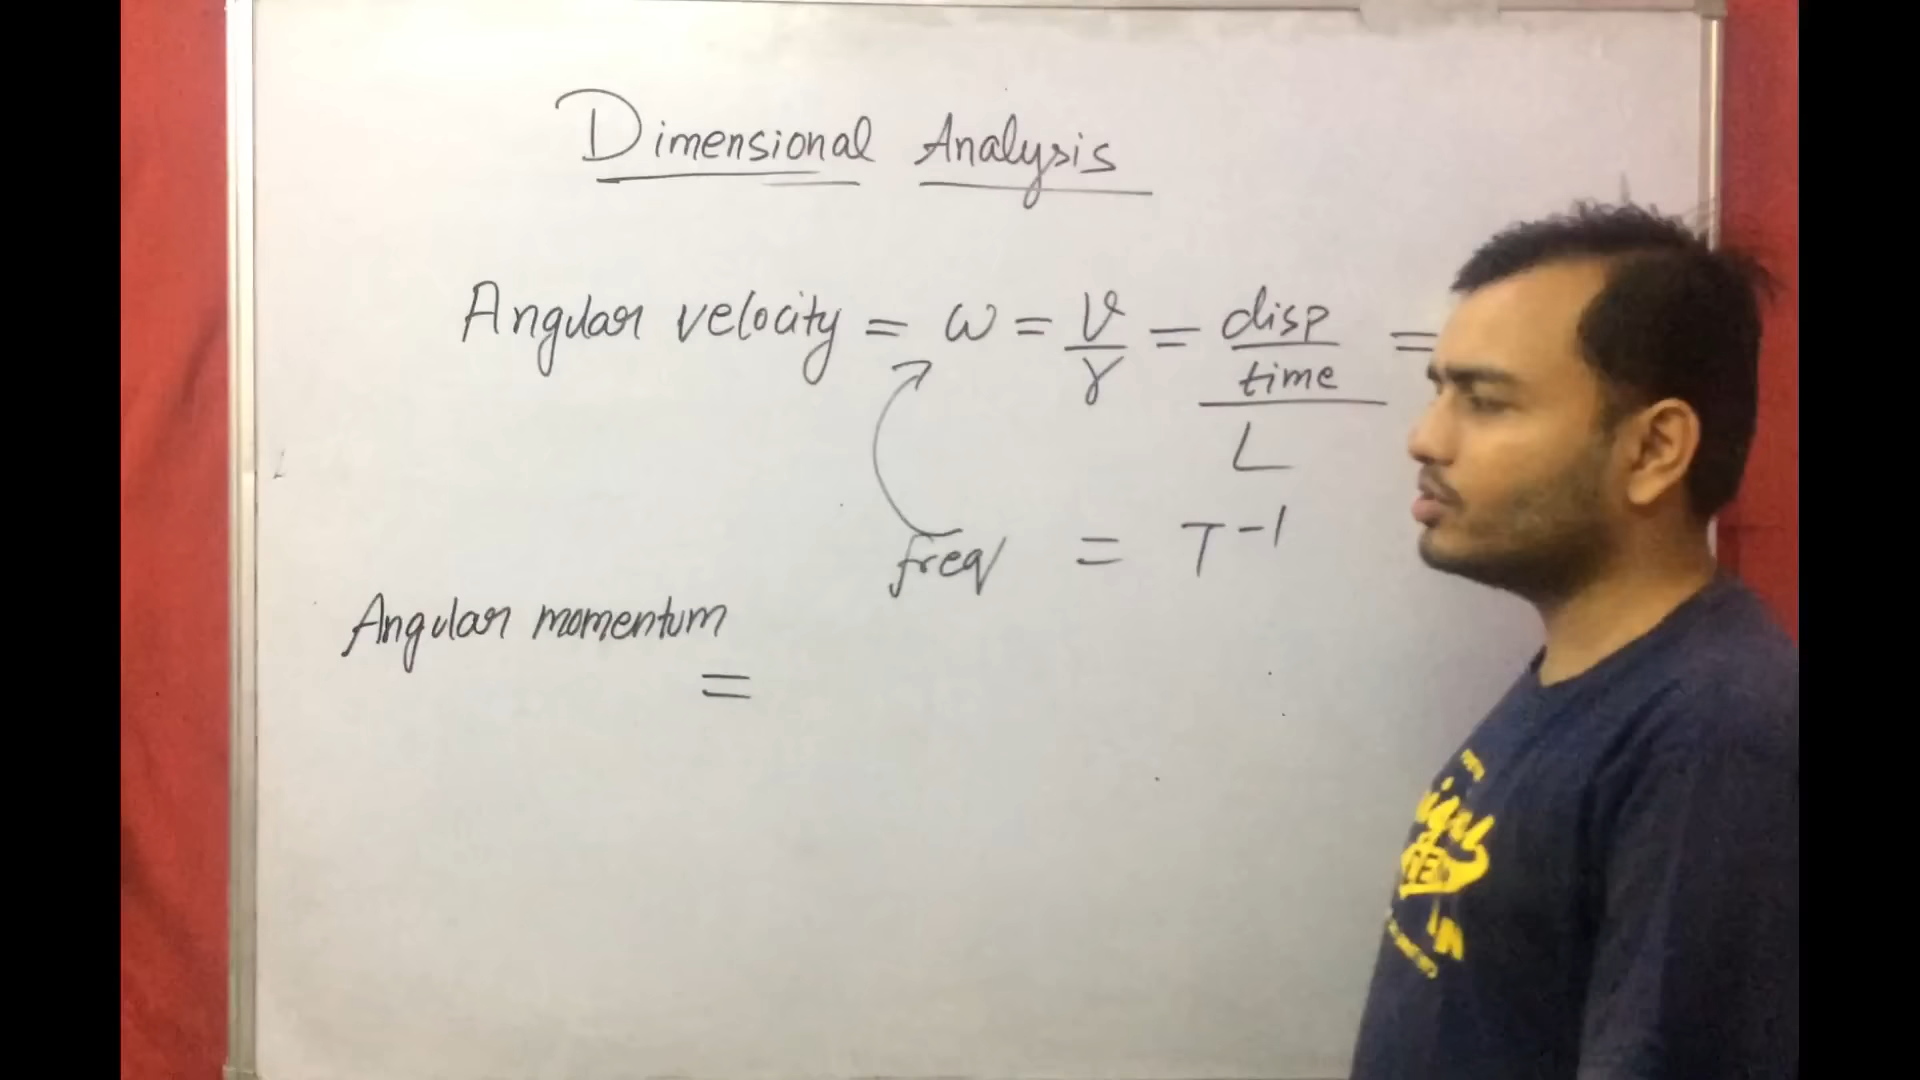 Dimensional Analysis
Angular velocity = ω = v/r = disp/time/L =
freq = T⁻¹
Angular momentum
=